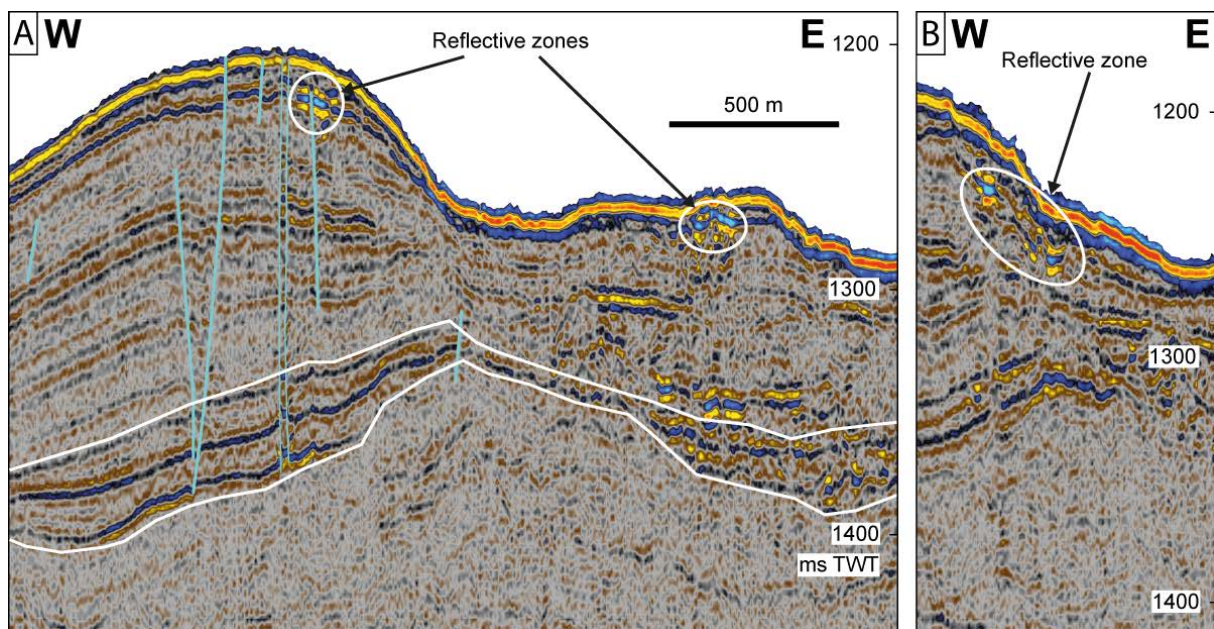 A
W
Reflective zones
E
1200
500 m
1300
1400
ms TWT
B
W
E
Reflective zone
1200
1300
1400